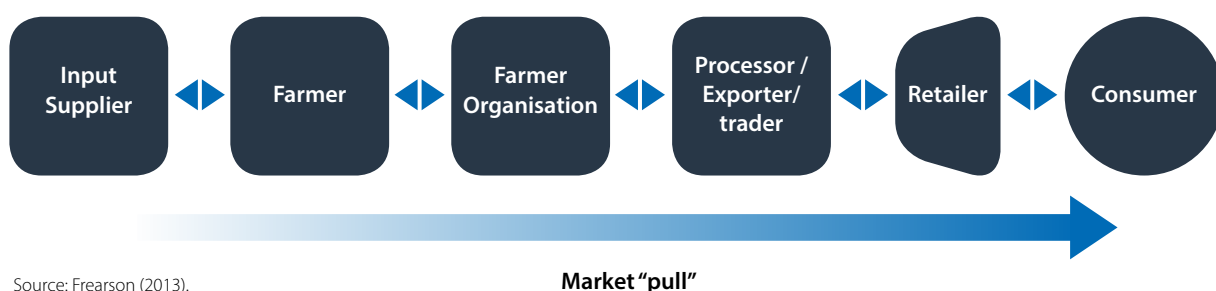 Input
Supplier
Farmer
Farmer
Organisation
Processor /
Exporter/
trader
Retailer
Consumer
Source: Frearson (2013).
Market “pull”